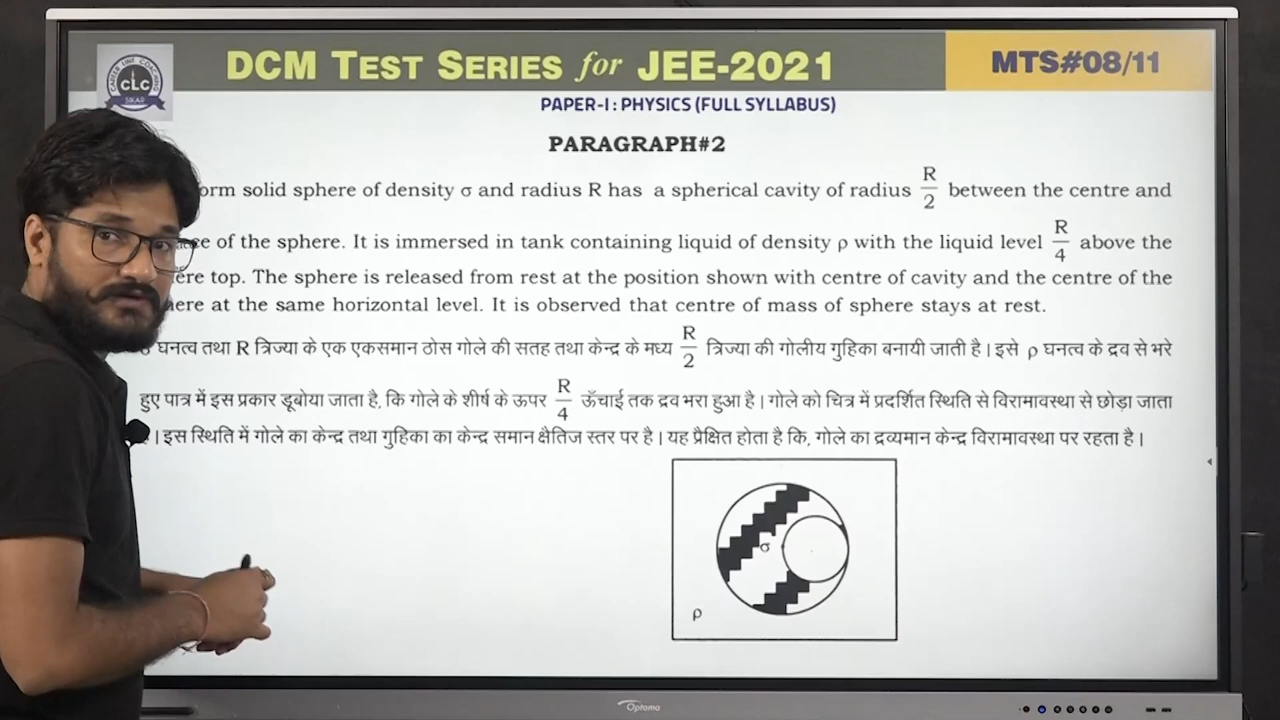 DCM TEST SERIES for JEE-2021
MTS#08/11
CAREER LINE COACHING
CLC
SIKAR
PAPER-I : PHYSICS (FULL SYLLABUS)
PARAGRAPH#2
orm solid sphere of density σ and radius R has a spherical cavity of radius R/2 between the centre and
ce of the sphere. It is immersed in tank containing liquid of density ρ with the liquid level R/4 above the
ere top. The sphere is released from rest at the position shown with centre of cavity and the centre of the
ere at the same horizontal level. It is observed that centre of mass of sphere stays at rest.
σ घनत्व तथा R त्रिज्या के एक एकसमान ठोस गोले की सतह तथा केन्द्र के मध्य R/2 त्रिज्या की गोलीय गुहिका बनायी जाती है। इसे ρ घनत्व के द्रव से भरे
हुए पात्र में इस प्रकार डूबोया जाता है, कि गोले के शीर्ष के ऊपर R/4 ऊँचाई तक द्रव भरा हुआ है। गोले को चित्र में प्रदर्शित स्थिति से विरामावस्था से छोड़ा जाता
। इस स्थिति में गोले का केन्द्र तथा गुहिका का केन्द्र समान क्षैतिज स्तर पर है। यह प्रैक्षित होता है कि, गोले का द्रव्यमान केन्द्र विरामावस्था पर रहता है।
σ
ρ
Optoma